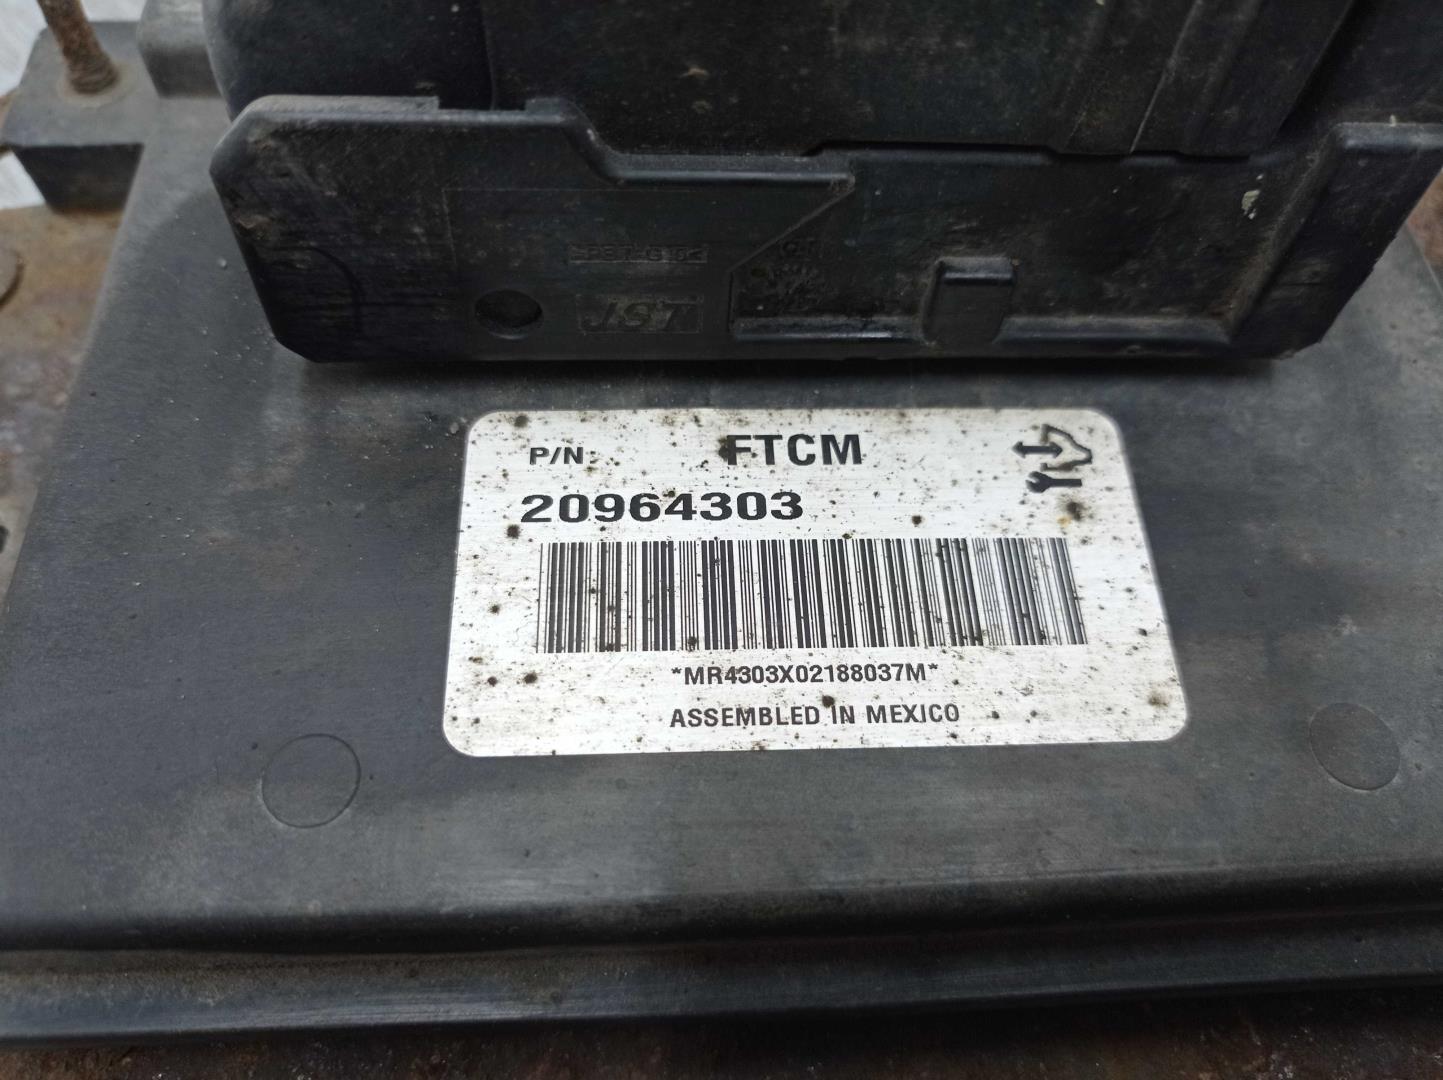 JST
P/N
FTCM
20964303
*MR4303X02188037M*
ASSEMBLED IN MEXICO